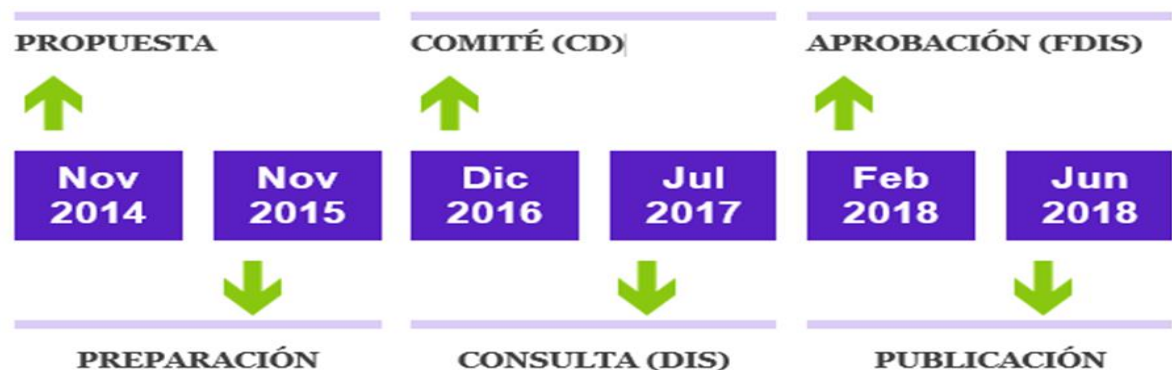 PROPUESTA
COMITÉ (CD)
APROBACIÓN (FDIS)
Nov 2014
Nov 2015
Dic 2016
Jul 2017
Feb 2018
Jun 2018
PREPARACIÓN
CONSULTA (DIS)
PUBLICACIÓN